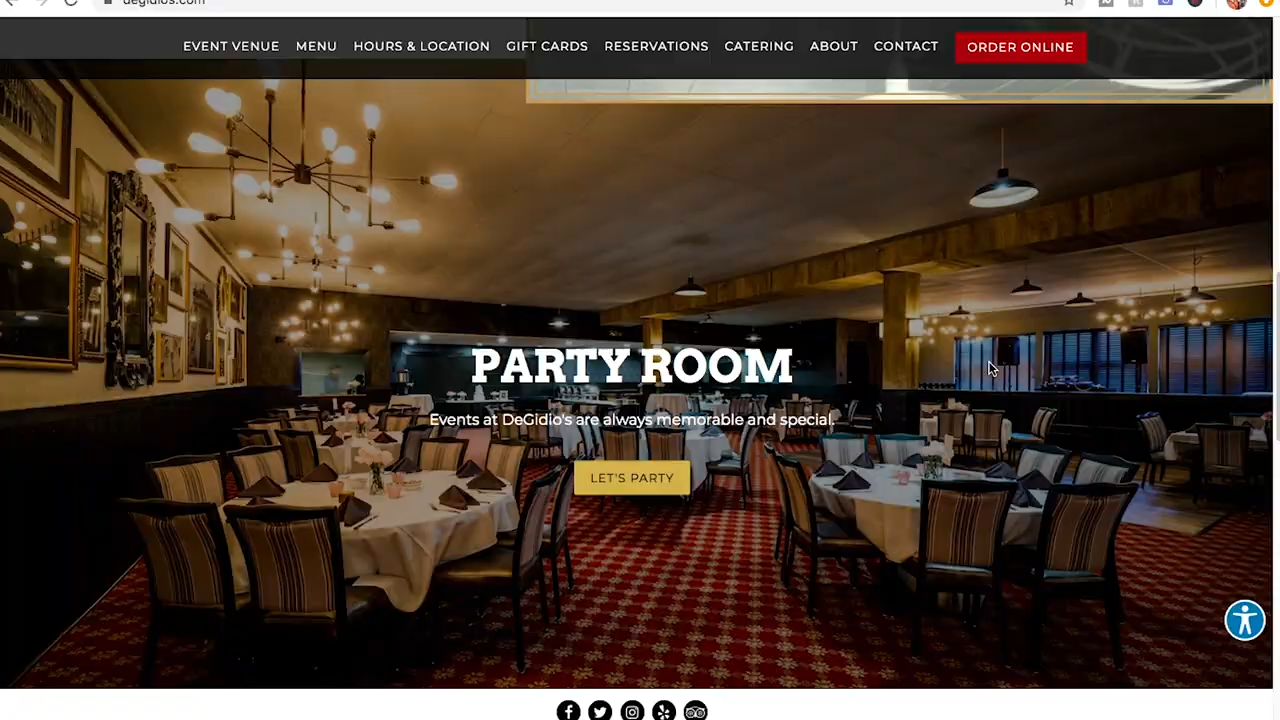 degidios.com
EVENT VENUE MENU HOURS & LOCATION GIFT CARDS RESERVATIONS CATERING ABOUT CONTACT ORDER ONLINE
PARTY ROOM
Events at DeGidio's are always memorable and special.
LET'S PARTY